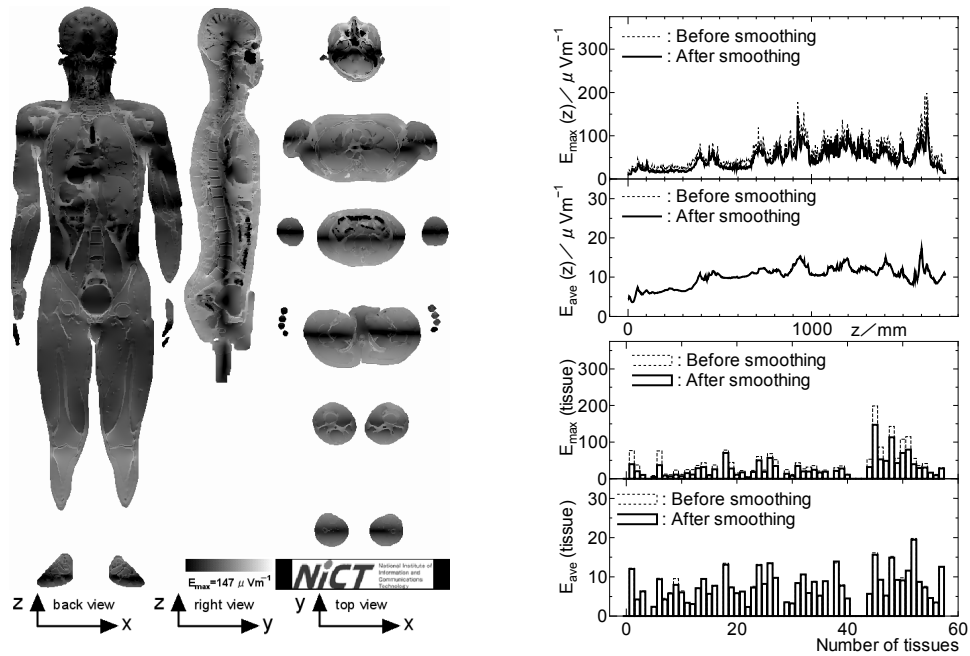 E_max=147 μ Vm⁻¹
NiCT
National Institute of
Information and
Communications
Technology
z
back view
x
z
right view
y
y
top view
x
E_max (z)／μ Vm⁻¹
300
200
100
0
: Before smoothing
: After smoothing
E_ave (z)／μ Vm⁻¹
30
20
10
0
: Before smoothing
: After smoothing
0
1000
z／mm
E_max (tissue)
300
200
100
0
: Before smoothing
: After smoothing
E_ave (tissue)
30
20
10
0
: Before smoothing
: After smoothing
0
20
40
60
Number of tissues